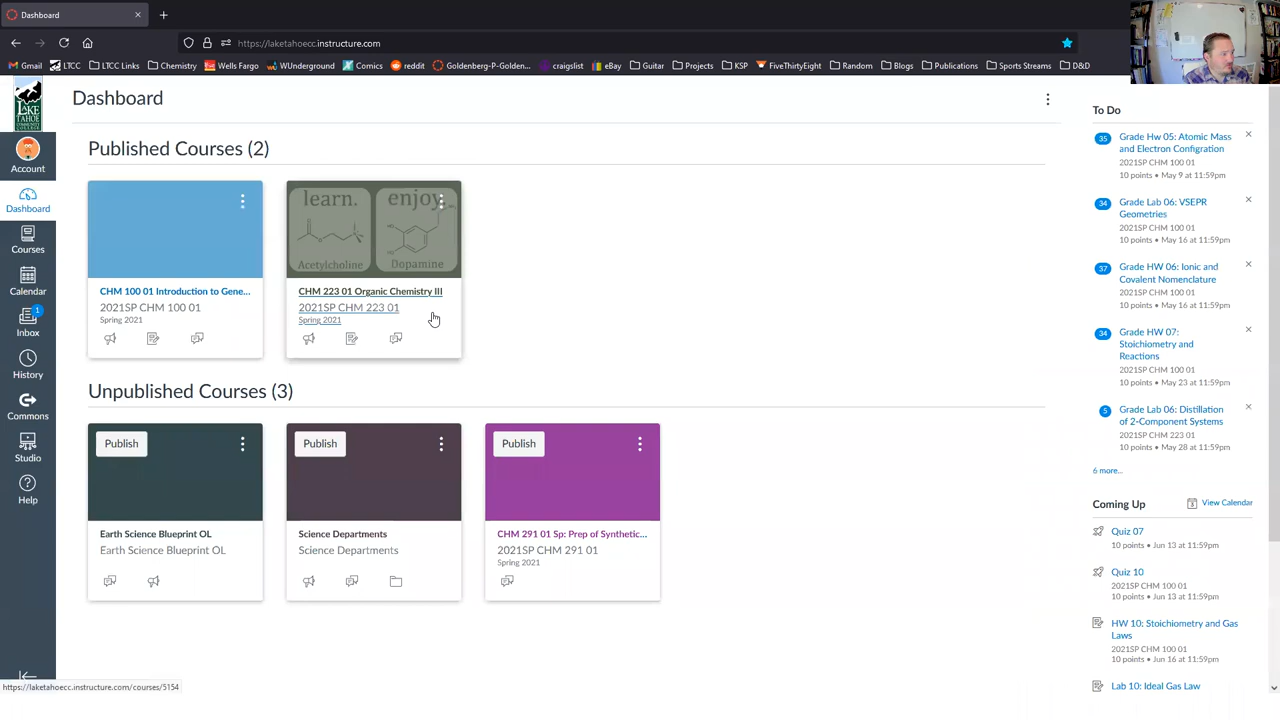 Dashboard
https://laketahoecc.instructure.com
Gmail
LTCC
LTCC Links
Chemistry
Wells Fargo
WUnderground
Comics
reddit
Goldenberg-P-Golden...
craigslist
eBay
Guitar
Projects
KSP
FiveThirtyEight
Random
Blogs
Publications
Sports Streams
D&D
LAKE
TAHOE
Account
Dashboard
Courses
Calendar
1
Inbox
History
Commons
Studio
Help
Dashboard
Published Courses (2)
CHM 100 01 Introduction to Gene...
2021SP CHM 100 01
Spring 2021
learn.
enjoy.
Acetylcholine
Dopamine
CHM 223 01 Organic Chemistry III
2021SP CHM 223 01
Spring 2021
Unpublished Courses (3)
Publish
Earth Science Blueprint OL
Earth Science Blueprint OL
Publish
Science Departments
Science Departments
Publish
CHM 291 01 Sp: Prep of Synthetic...
2021SP CHM 291 01
Spring 2021
To Do
35
Grade Hw 05: Atomic Mass
and Electron Configration
2021SP CHM 100 01
10 points • May 9 at 11:59pm
34
Grade Lab 06: VSEPR
Geometries
2021SP CHM 100 01
10 points • May 16 at 11:59pm
37
Grade HW 06: Ionic and
Covalent Nomenclature
2021SP CHM 100 01
10 points • May 16 at 11:59pm
34
Grade HW 07:
Stoichiometry and
Reactions
2021SP CHM 100 01
10 points • May 23 at 11:59pm
5
Grade Lab 06: Distillation
of 2-Component Systems
2021SP CHM 223 01
10 points • May 28 at 11:59pm
6 more...
Coming Up
View Calendar
Quiz 07
10 points • Jun 13 at 11:59pm
Quiz 10
2021SP CHM 100 01
10 points • Jun 13 at 11:59pm
HW 10: Stoichiometry and Gas
Laws
2021SP CHM 100 01
10 points • Jun 16 at 11:59pm
Lab 10: Ideal Gas Law
https://laketahoecc.instructure.com/courses/5154